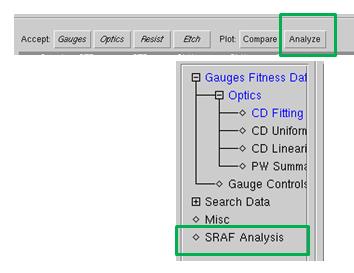 Accept: Gauges Optics Resist Etch Plot: Compare Analyze
Gauges Fitness Dat
Optics
CD Fitting
CD Uniform
CD Lineari
PW Summa
Gauge Controls
Search Data
Misc
SRAF Analysis